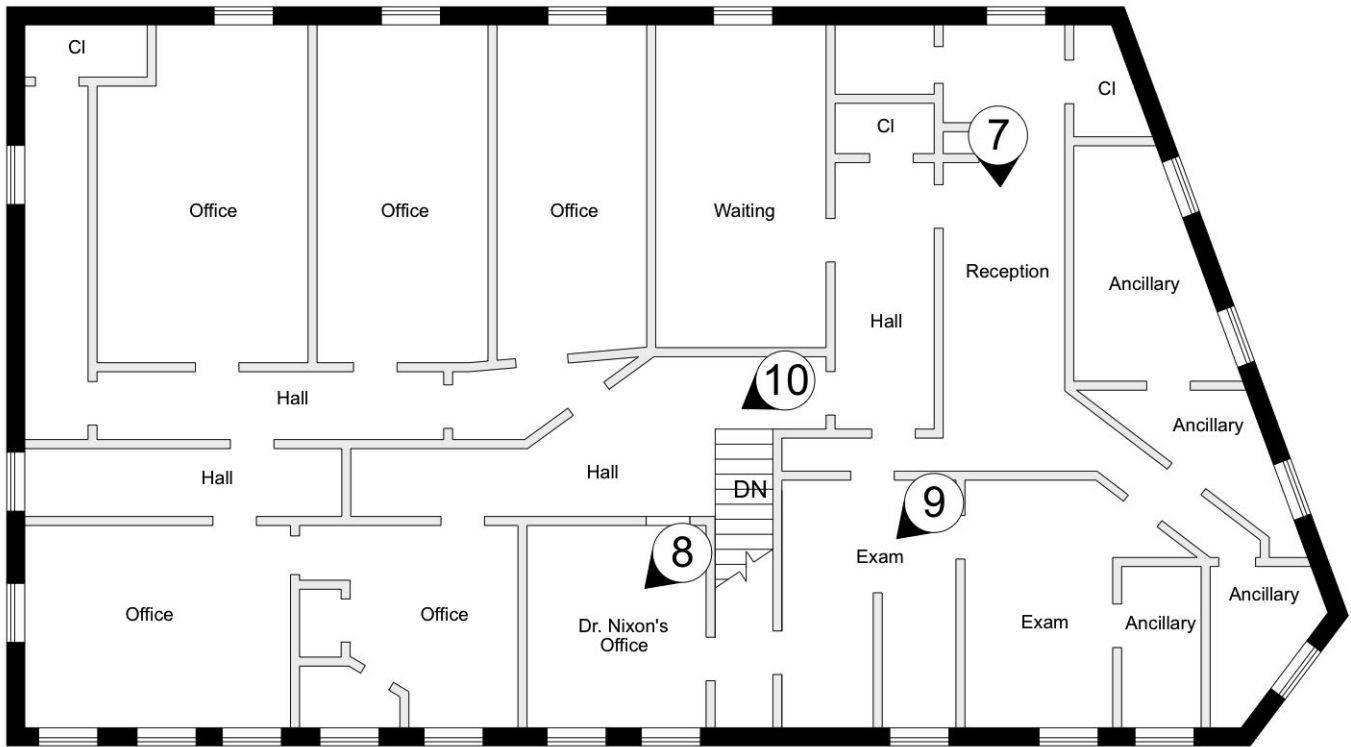 Cl
Cl
Cl
7
Office
Office
Office
Waiting
Reception
Ancillary
Hall
10
Hall
Ancillary
Hall
Hall
DN
9
8
Exam
Office
Office
Dr. Nixon's
Office
Exam
Ancillary
Ancillary